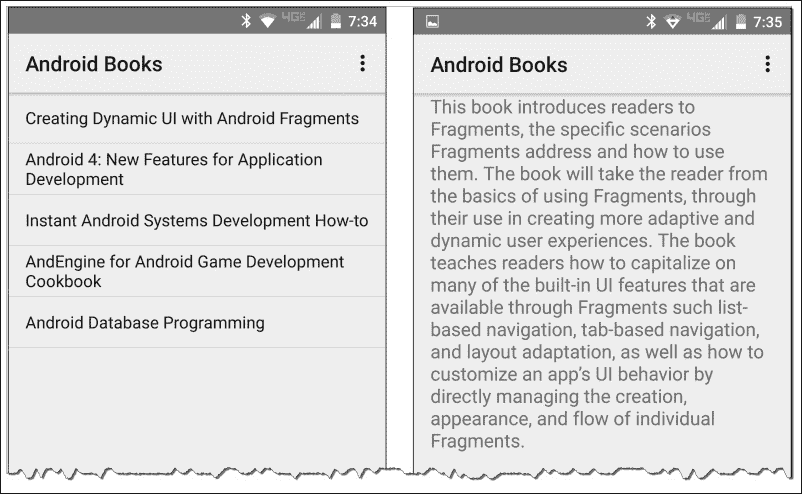 4G 7:34
Android Books
Creating Dynamic UI with Android Fragments
Android 4: New Features for Application
Development
Instant Android Systems Development How-to
AndEngine for Android Game Development
Cookbook
Android Database Programming
4G 7:35
Android Books
This book introduces readers to
Fragments, the specific scenarios
Fragments address and how to use
them. The book will take the reader from
the basics of using Fragments, through
their use in creating more adaptive and
dynamic user experiences. The book
teaches readers how to capitalize on
many of the built-in UI features that are
available through Fragments such list-
based navigation, tab-based navigation,
and layout adaptation, as well as how to
customize an app's UI behavior by
directly managing the creation,
appearance, and flow of individual
Fragments.